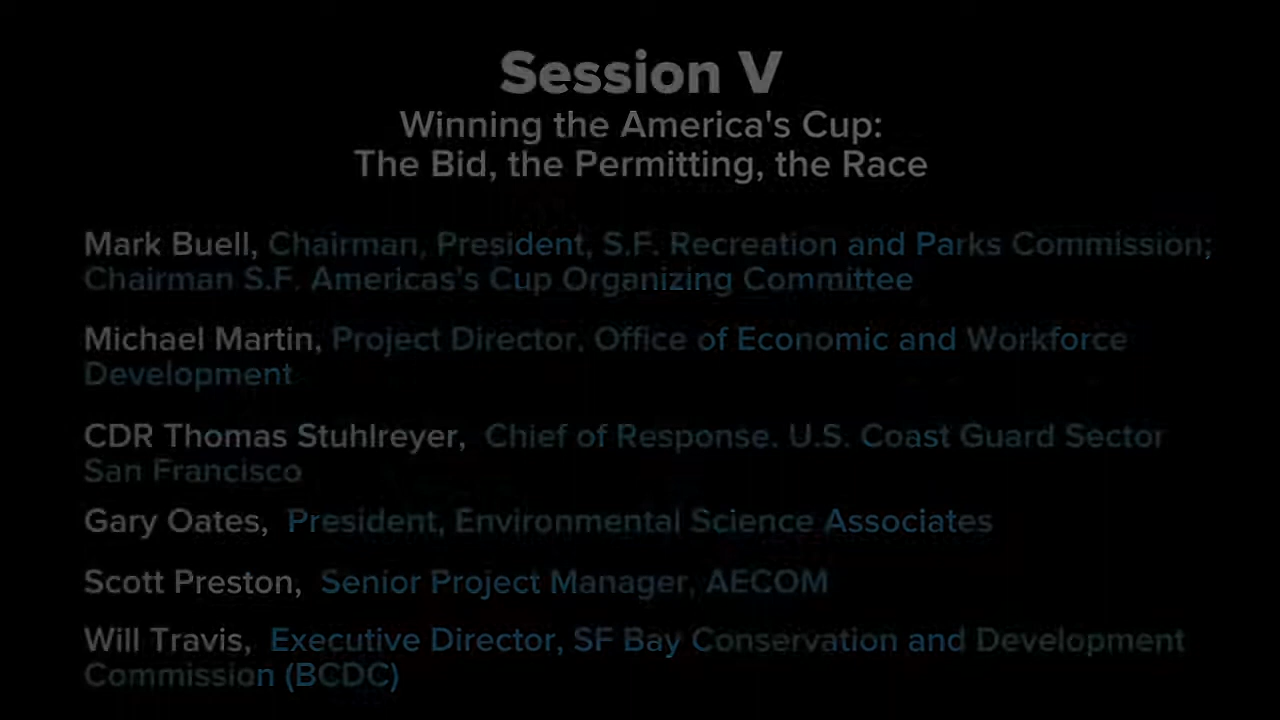 Session V
Winning the America's Cup:
The Bid, the Permitting, the Race
Mark Buell, Chairman, President, S.F. Recreation and Parks Commission;
Chairman S.F. Americas's Cup Organizing Committee
Michael Martin, Project Director, Office of Economic and Workforce
Development
CDR Thomas Stuhlreyer, Chief of Response. U.S. Coast Guard Sector
San Francisco
Gary Oates, President, Environmental Science Associates
Scott Preston, Senior Project Manager, AECOM
Will Travis, Executive Director, SF Bay Conservation and Development
Commission (BCDC)